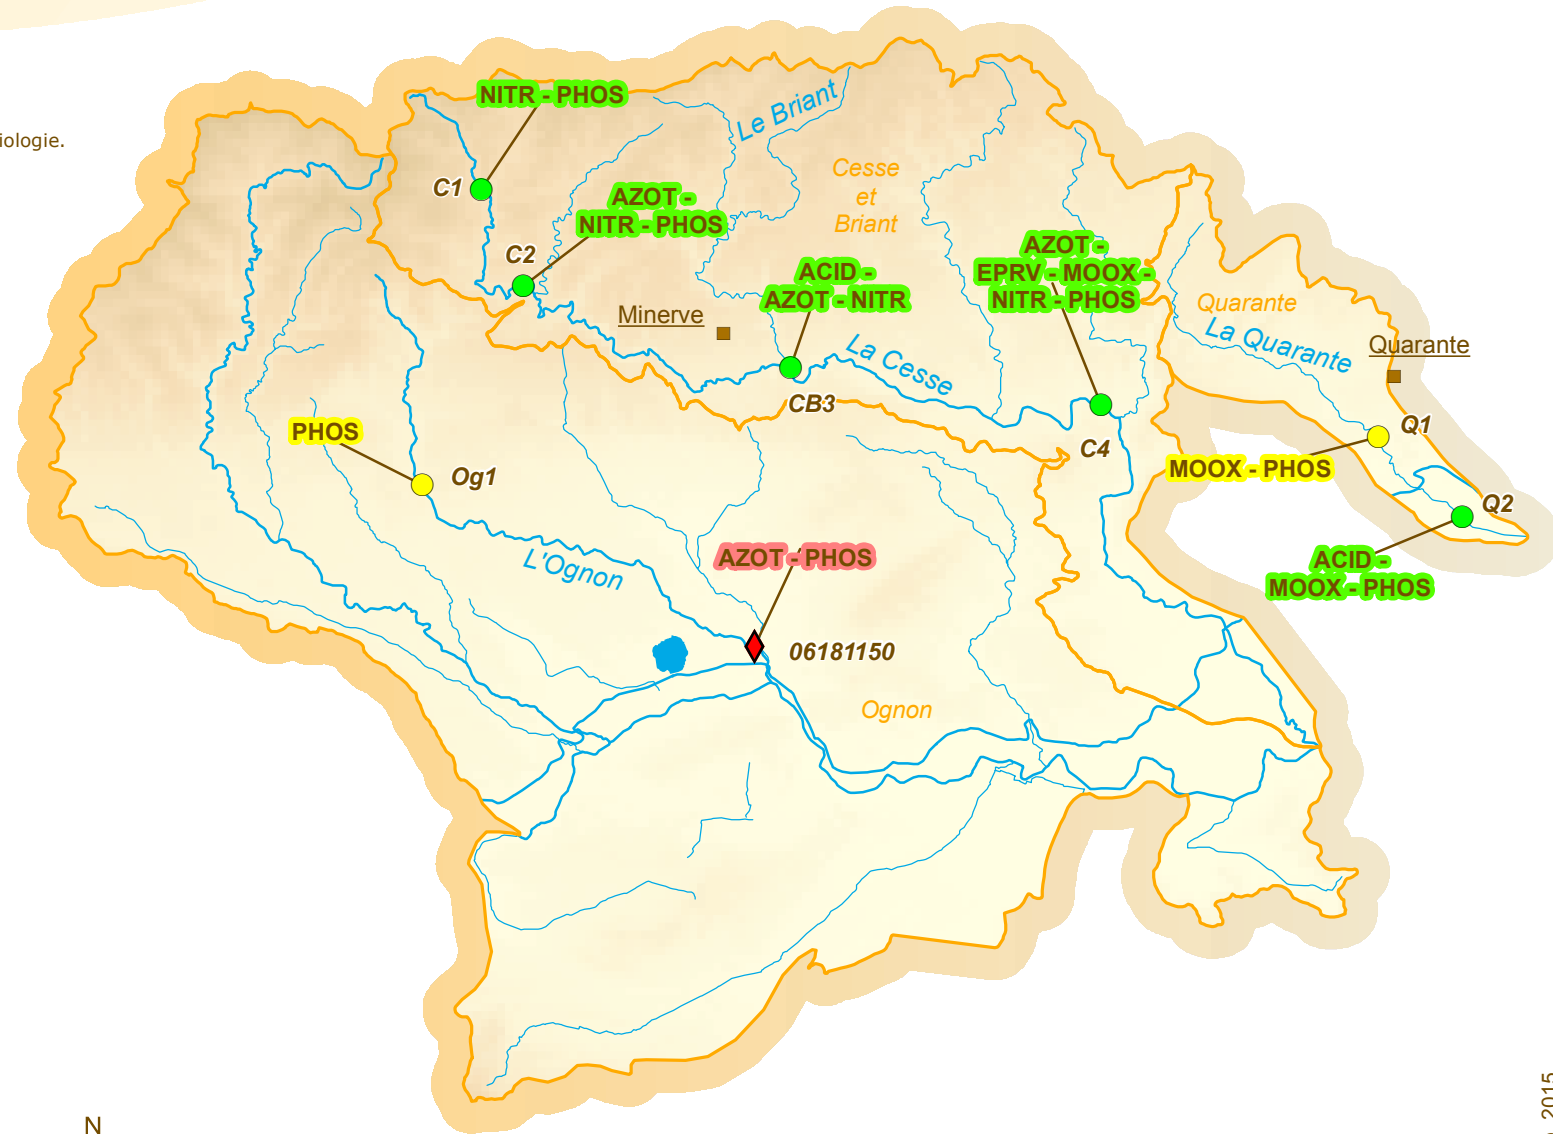 NITR - PHOS
iologie.
Le Briant
C1
AZOT -
NITR - PHOS
Cesse
et
Briant
C2
AZOT -
EPRV - MOOX -
NITR - PHOS
ACID -
AZOT - NITR
Minerve
Quarante
La Quarante
Quarante
La Cesse
CB3
PHOS
Og1
C4
Q1
MOOX - PHOS
Q2
L'Ognon
AZOT - PHOS
ACID -
MOOX - PHOS
06181150
Ognon
2015
N